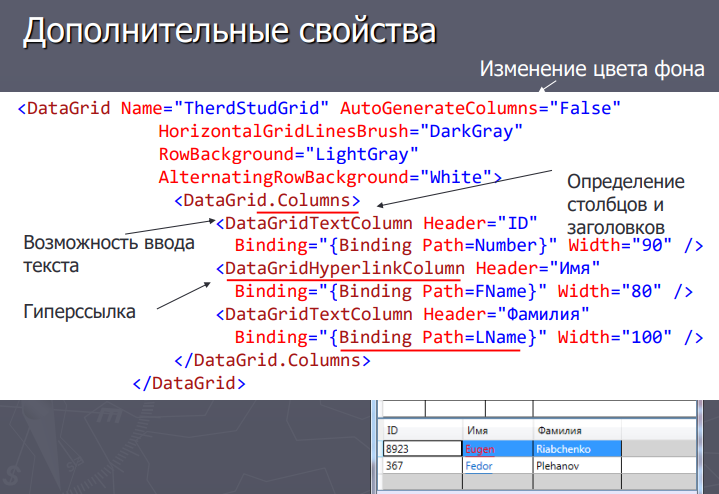 Дополнительные свойства
Изменение цвета фона
<DataGrid Name="TherdStudGrid" AutoGenerateColumns="False"
HorizontalGridLinesBrush="DarkGray"
RowBackground="LightGray"
AlternatingRowBackground="White">
<DataGrid.Columns>
Определение
столбцов и
заголовков
<DataGridTextColumn Header="ID"
Возможность ввода
текста
Binding="{Binding Path=Number}" Width="90" />
<DataGridHyperlinkColumn Header="Имя"
Binding="{Binding Path=FName}" Width="80" />
Гиперссылка
<DataGridTextColumn Header="Фамилия"
Binding="{Binding Path=LName}" Width="100" />
</DataGrid.Columns>
</DataGrid>
ID Имя Фамилия
8923 Eugen Riabchenko
367 Fedor Plehanov